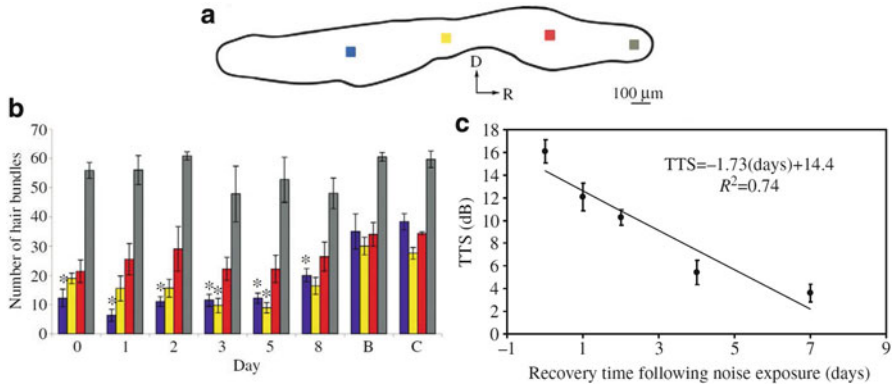 a
D
R
100 µm
b
70
60
50
40
30
20
10
0
Number of hair bundles
* * * * * * * *
0 1 2 3 5 8 B C
Day
c
18
16
14
12
10
8
6
4
2
0
TTS (dB)
TTS=–1.73(days)+14.4
R²=0.74
–1 1 3 5 7 9
Recovery time following noise exposure (days)